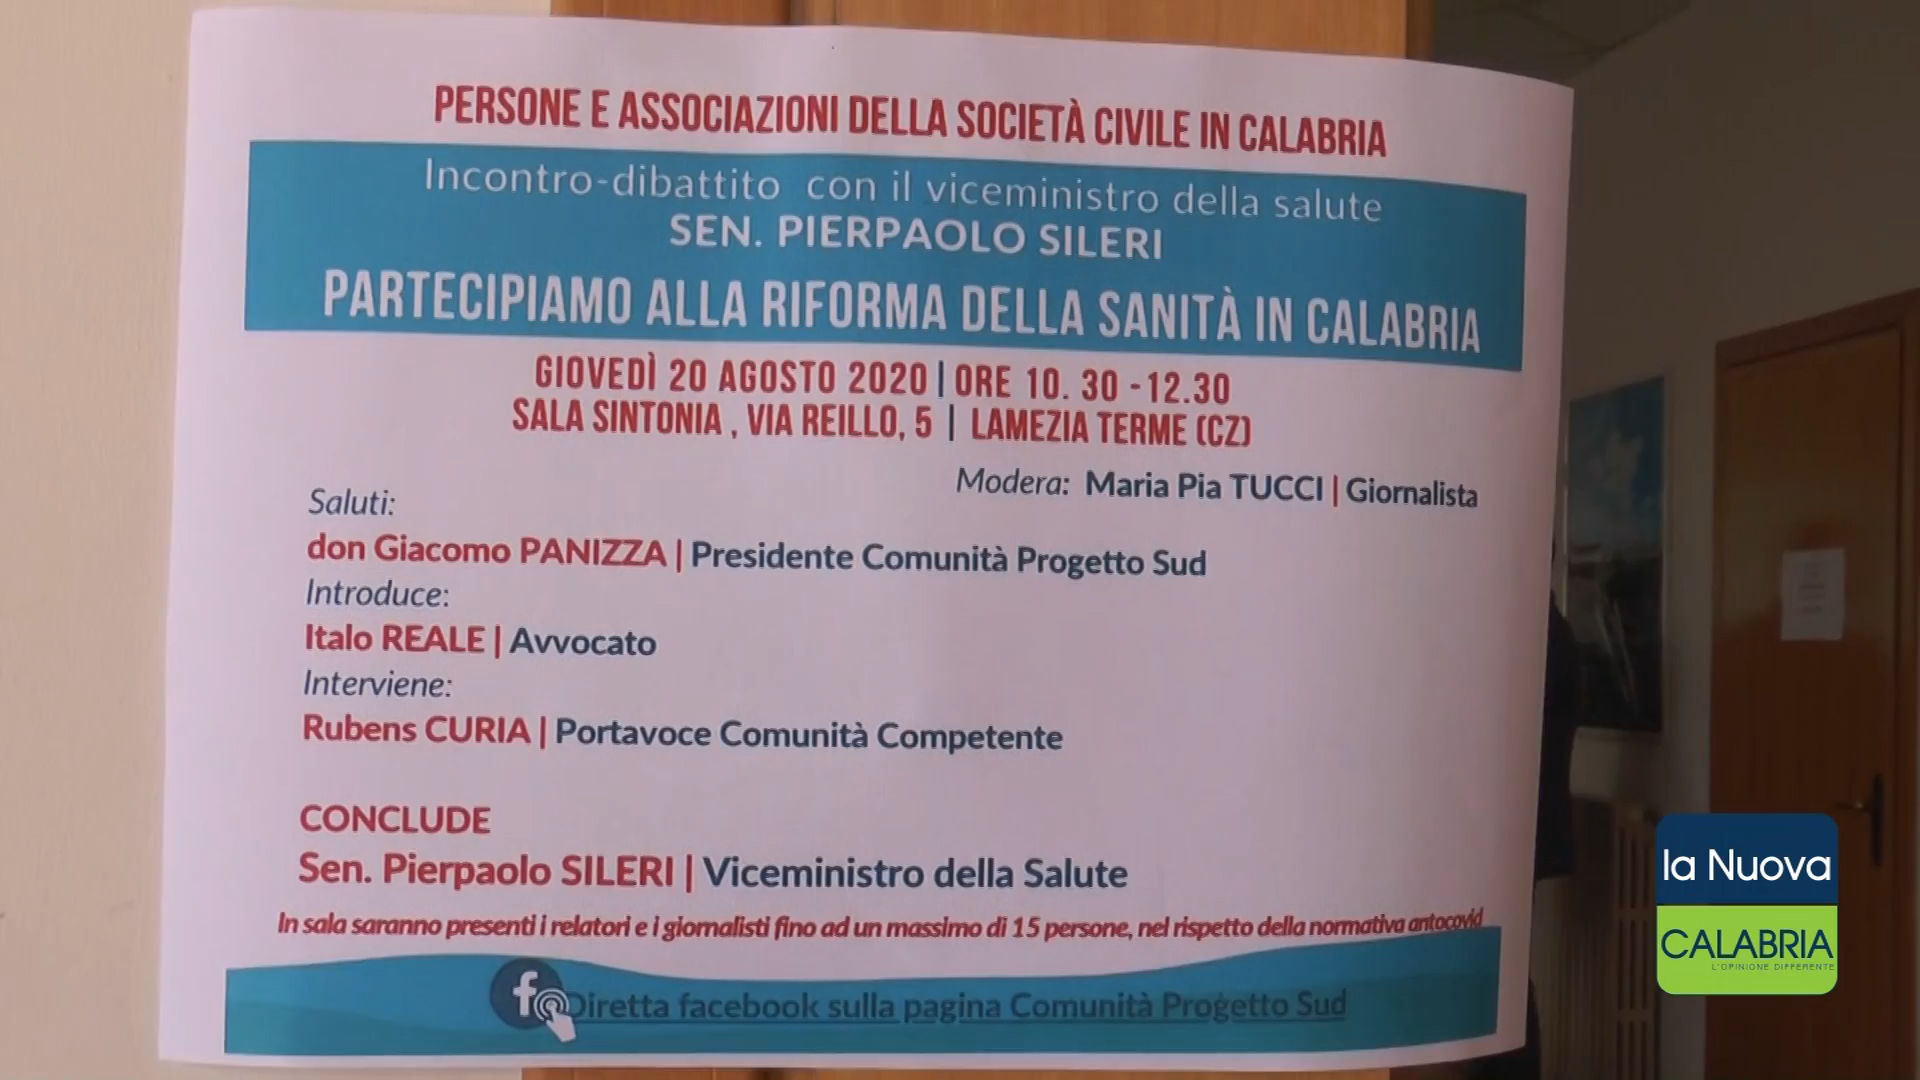 PERSONE E ASSOCIAZIONI DELLA SOCIETÀ CIVILE IN CALABRIA
Incontro-dibattito con il viceministro della salute
SEN. PIERPAOLO SILERI
PARTECIPIAMO ALLA RIFORMA DELLA SANITÀ IN CALABRIA
GIOVEDÌ 20 AGOSTO 2020 | ORE 10. 30 -12.30
SALA SINTONIA , VIA REILLO, 5 | LAMEZIA TERME (CZ)
Modera: Maria Pia TUCCI | Giornalista
Saluti:
don Giacomo PANIZZA | Presidente Comunità Progetto Sud
Introduce:
Italo REALE | Avvocato
Interviene:
Rubens CURIA | Portavoce Comunità Competente
CONCLUDE
Sen. Pierpaolo SILERI | Viceministro della Salute
In sala saranno presenti i relatori e i giornalisti fino ad un massimo di 15 persone, nel rispetto della normativa antocovid
f Diretta facebook sulla pagina Comunità Progetto Sud
la Nuova
CALABRIA
L'OPINIONE DIFFERENTE